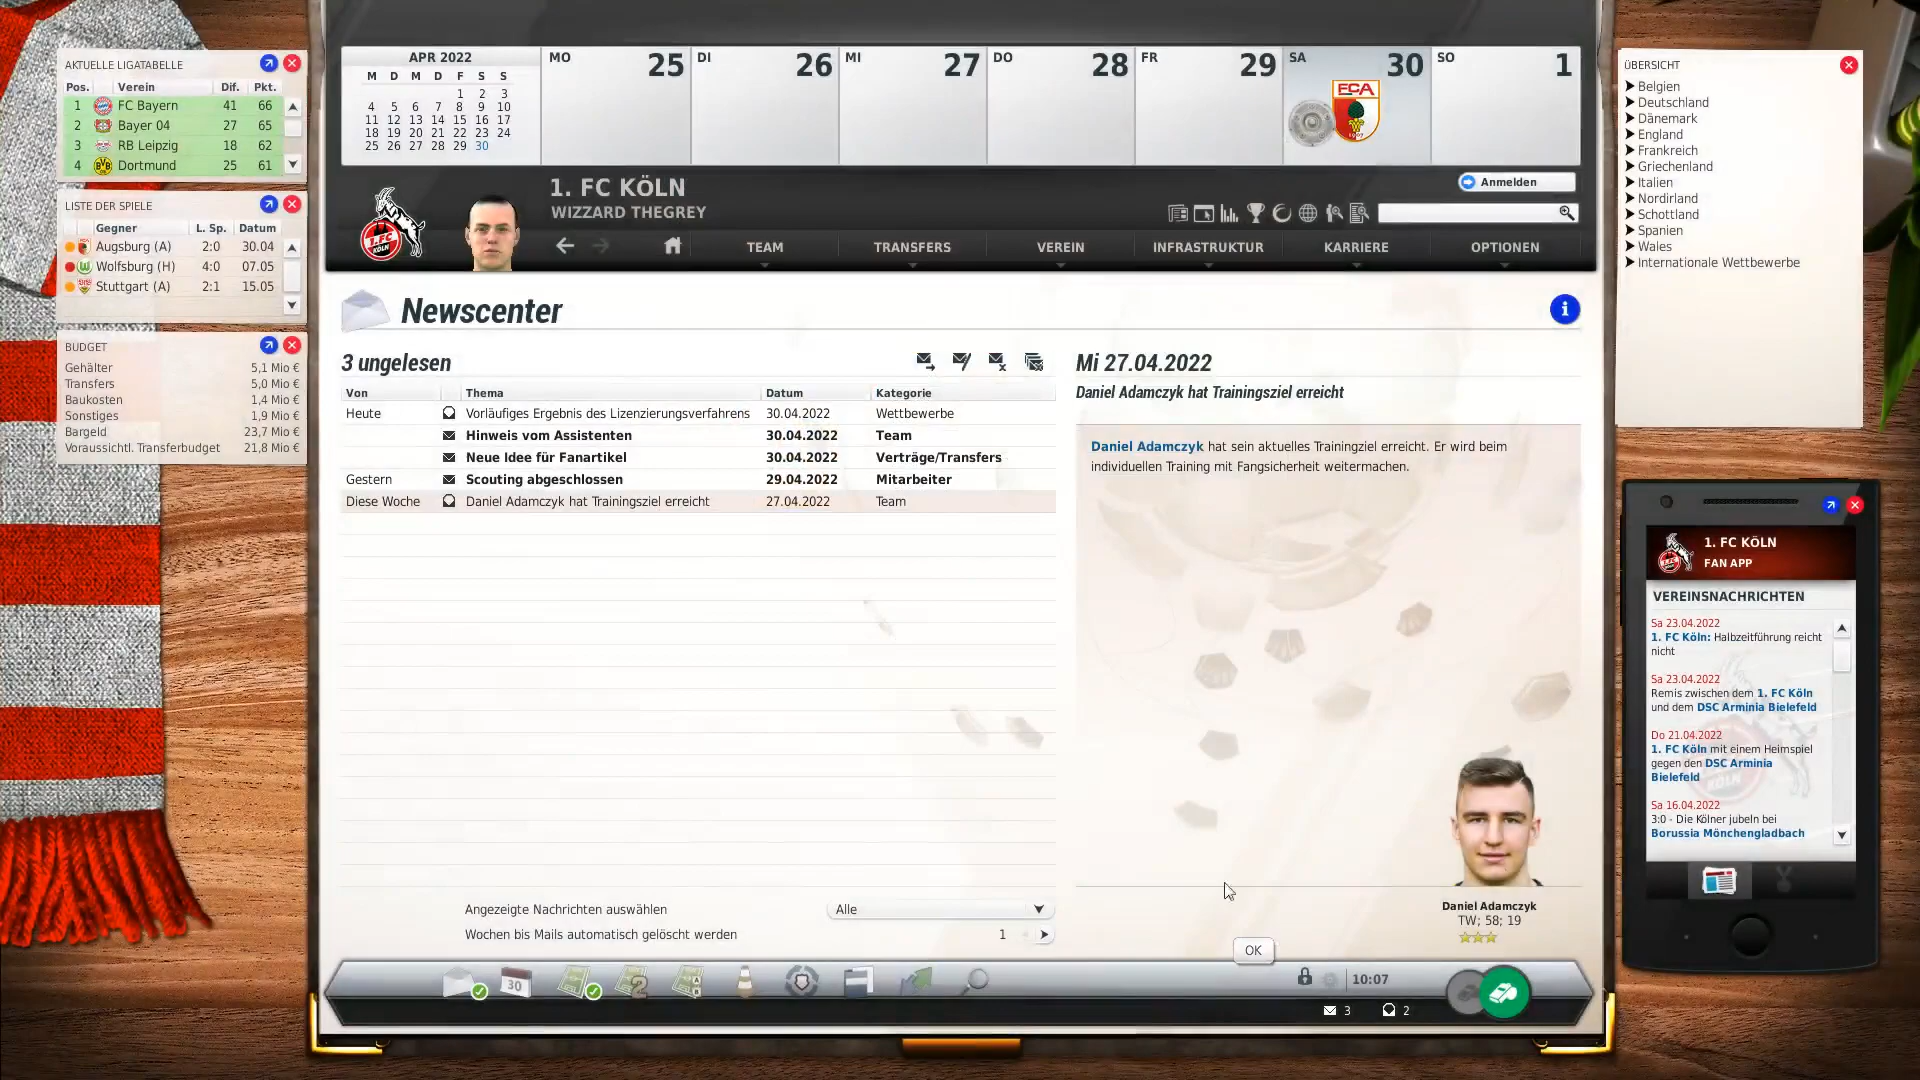 AKTUELLE LIGATABELLE
Pos. Verein Dif. Pkt.
1 FC Bayern 41 66
2 Bayer 04 27 65
3 RB Leipzig 18 62
4 Dortmund 25 61
LISTE DER SPIELE
Gegner L. Sp. Datum
Augsburg (A) 2:0 30.04
Wolfsburg (H) 4:0 07.05
Stuttgart (A) 2:1 15.05
BUDGET
Gehälter 5,1 Mio €
Transfers 5,0 Mio €
Baukosten 1,4 Mio €
Sonstiges 1,9 Mio €
Bargeld 23,7 Mio €
Voraussichtl. Transferbudget 21,8 Mio €
APR 2022
M D M D F S S
1 2 3
4 5 6 7 8 9 10
11 12 13 14 15 16 17
18 19 20 21 22 23 24
25 26 27 28 29 30
MO 25 DI 26 MI 27 DO 28 FR 29 SA 30 SO 1
FCA
1907
1. FC KÖLN
WIZZARD THEGREY
Anmelden
1.FC
KÖLN
TEAM TRANSFERS VEREIN INFRASTRUKTUR KARRIERE OPTIONEN
Newscenter
3 ungelesen
Von Thema Datum Kategorie
Heute Vorläufiges Ergebnis des Lizenzierungsverfahrens 30.04.2022 Wettbewerbe
Hinweis vom Assistenten 30.04.2022 Team
Neue Idee für Fanartikel 30.04.2022 Verträge/Transfers
Gestern Scouting abgeschlossen 29.04.2022 Mitarbeiter
Diese Woche Daniel Adamczyk hat Trainingsziel erreicht 27.04.2022 Team
Angezeigte Nachrichten auswählen Alle
Wochen bis Mails automatisch gelöscht werden 1
Mi 27.04.2022
Daniel Adamczyk hat Trainingsziel erreicht
Daniel Adamczyk hat sein aktuelles Trainingziel erreicht. Er wird beim
individuellen Training mit Fangsicherheit weitermachen.
Daniel Adamczyk
TW; 58; 19
OK
30
2
10:07
3 2
ÜBERSICHT
Belgien
Deutschland
Dänemark
England
Frankreich
Griechenland
Italien
Nordirland
Schottland
Spanien
Wales
Internationale Wettbewerbe
1. FC KÖLN
FAN APP
VEREINSNACHRICHTEN
Sa 23.04.2022
1. FC Köln: Halbzeitführung reicht
nicht
Sa 23.04.2022
Remis zwischen dem 1. FC Köln
und dem DSC Arminia Bielefeld
Do 21.04.2022
1. FC Köln mit einem Heimspiel
gegen den DSC Arminia
Bielefeld
Sa 16.04.2022
3:0 - Die Kölner jubeln bei
Borussia Mönchengladbach